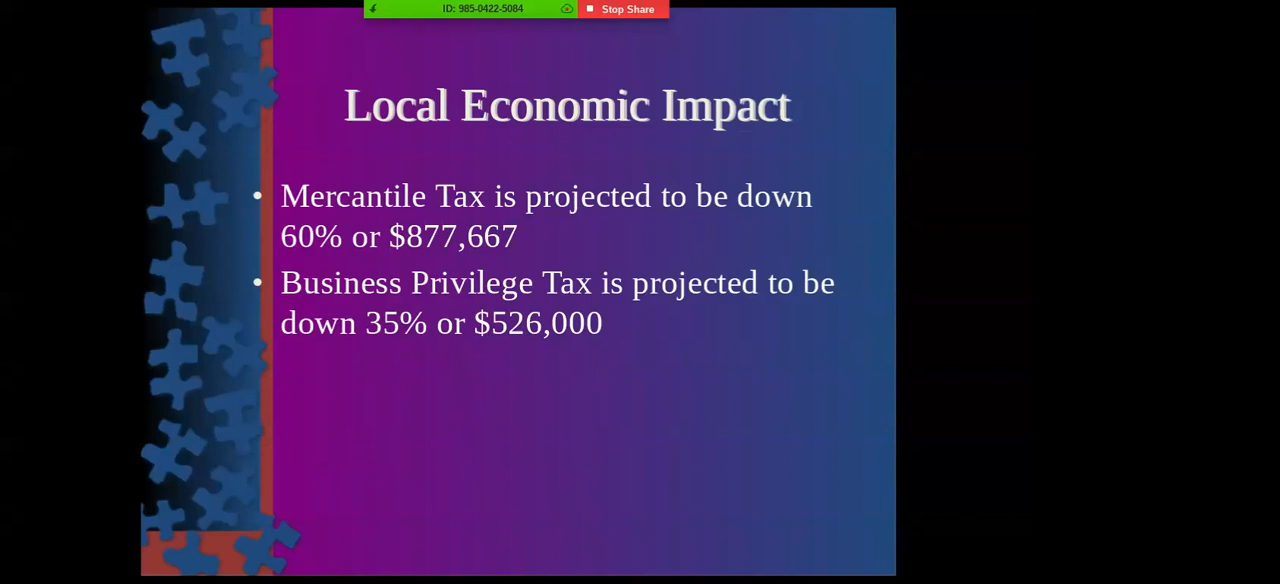 ID: 985-0422-5084 Stop Share
Local Economic Impact
• Mercantile Tax is projected to be down
60% or $877,667
• Business Privilege Tax is projected to be
down 35% or $526,000